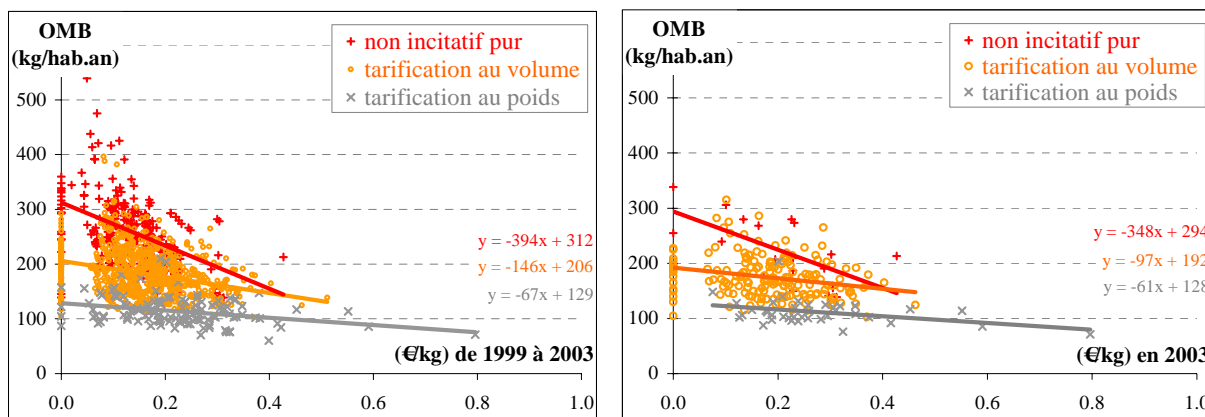 OMB
(kg/hab.an)
non incitatif pur
tarification au volume
tarification au poids
500
400
300
200
100
0
y = -394x + 312
y = -146x + 206
y = -67x + 129
(€/kg) de 1999 à 2003
0.0 0.2 0.4 0.6 0.8 1.0
OMB
(kg/hab.an)
non incitatif pur
tarification au volume
tarification au poids
500
400
300
200
100
0
y = -348x + 294
y = -97x + 192
y = -61x + 128
(€/kg) en 2003
0.0 0.2 0.4 0.6 0.8 1.0